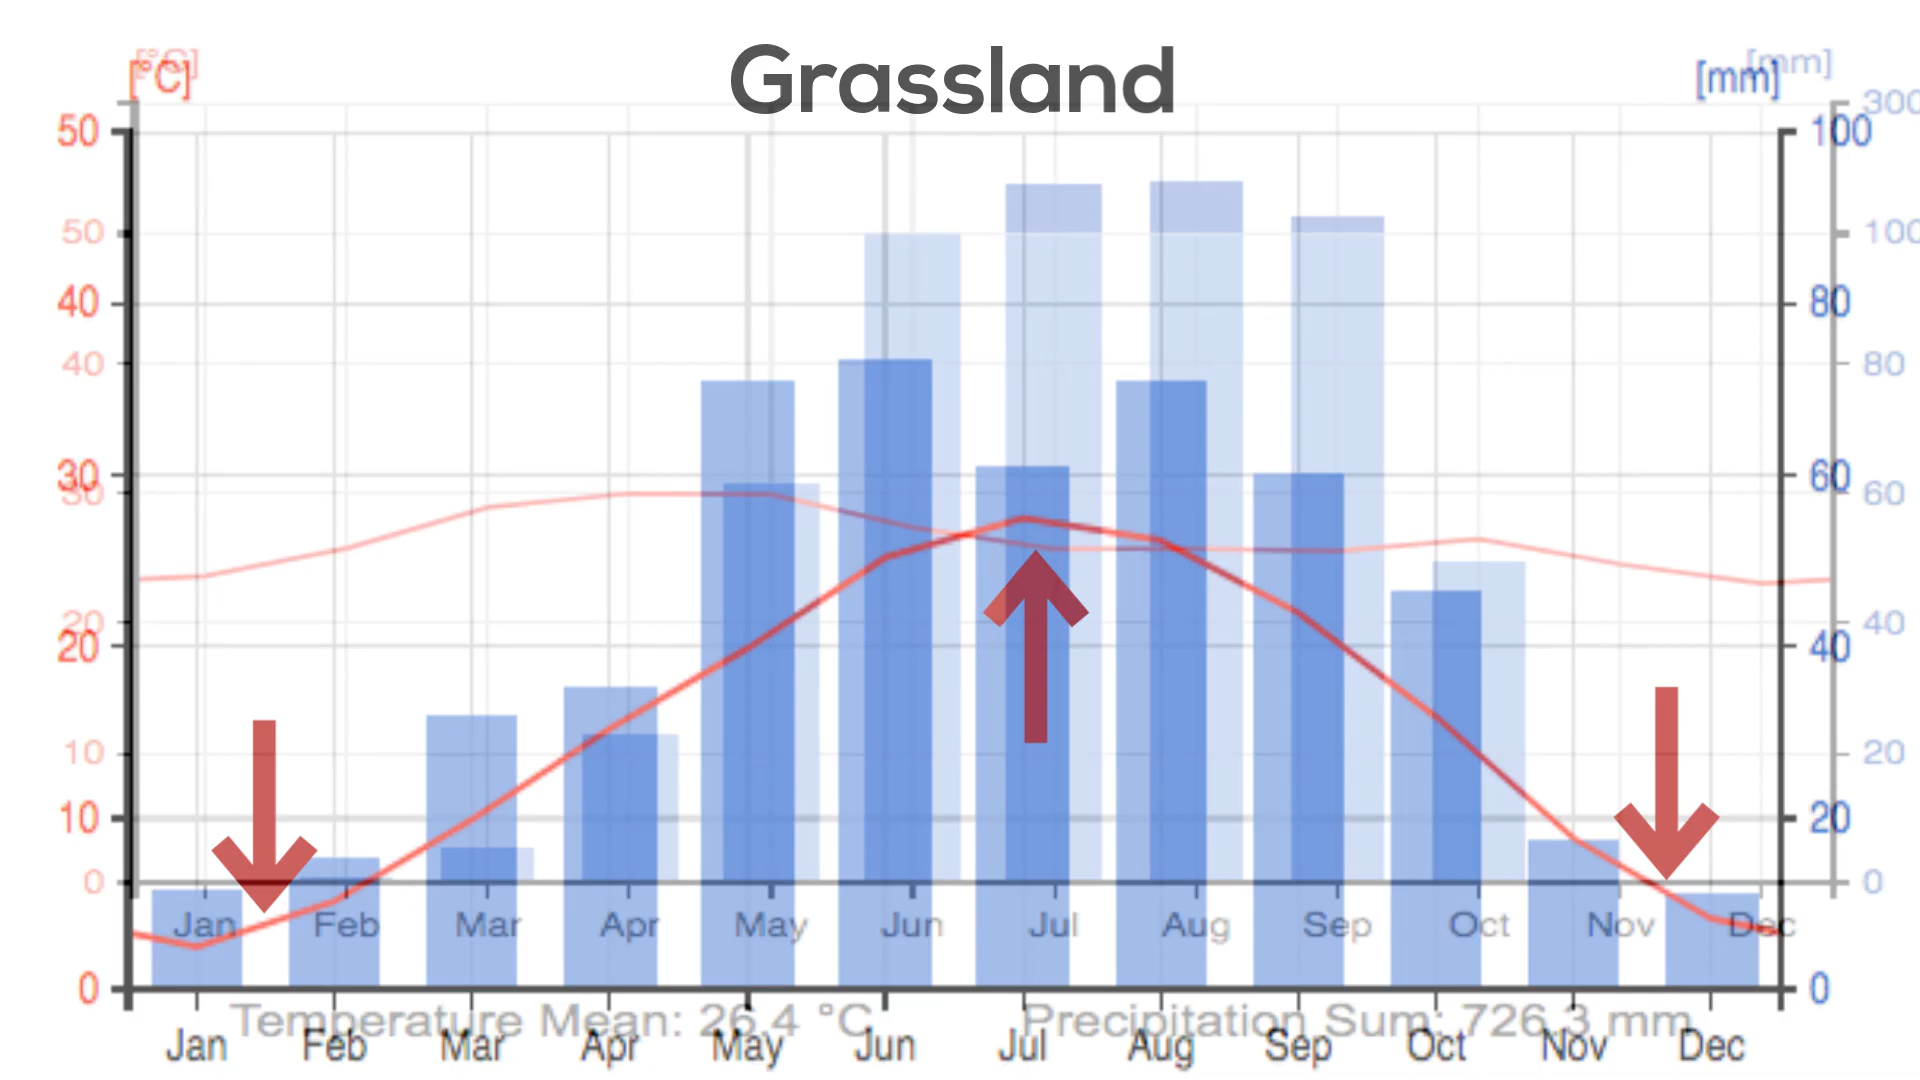 Grassland
[°C] [mm]
[°C] [mm]
300
50 100
50 100
40 80
40 80
30 60
30 60
20 40
20 40
10 20
10 20
0 0
Jan Feb Mar Apr May Jun Jul Aug Sep Oct Nov Dec
0 0
Temperature Mean: 26.4 °C Precipitation Sum: 726.3 mm
Jan Feb Mar Apr May Jun Jul Aug Sep Oct Nov Dec